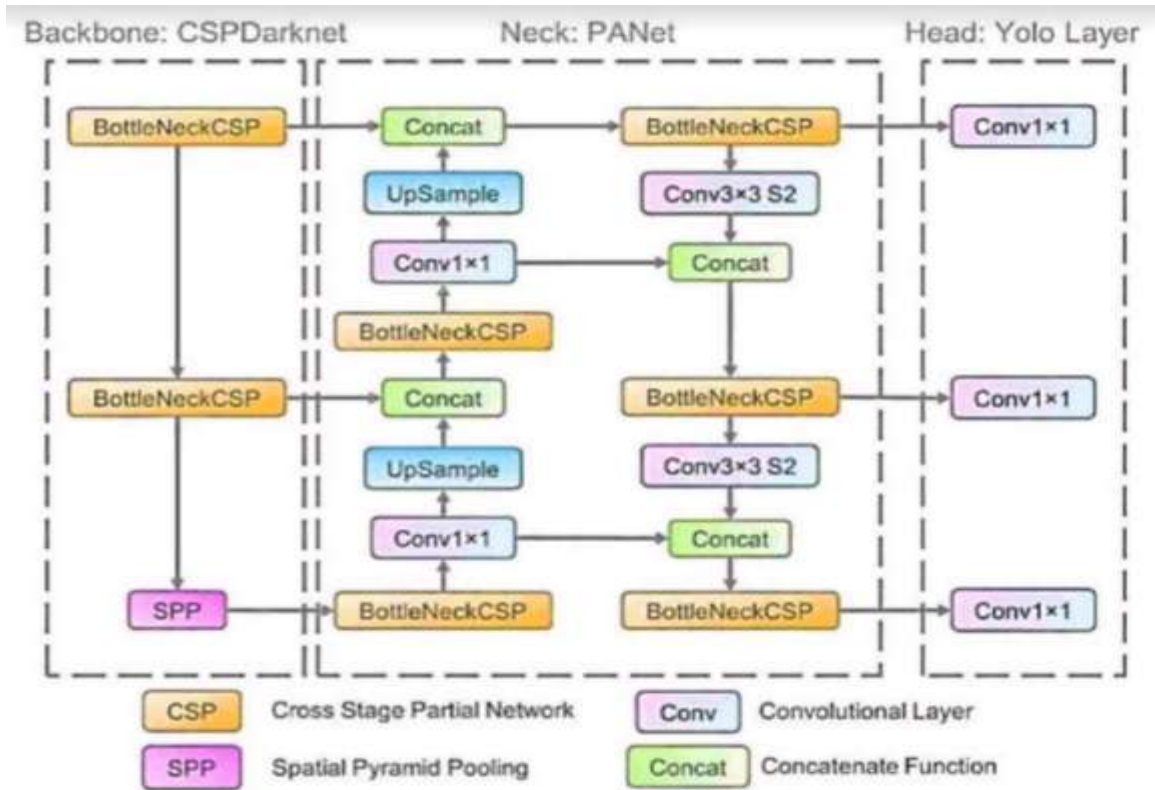 Backbone: CSPDarknet Neck: PANet Head: Yolo Layer
BottleNeckCSP Concat BottleNeckCSP Conv1×1
UpSample Conv3×3 S2
Conv1×1 Concat
BottleNeckCSP
BottleNeckCSP Concat BottleNeckCSP Conv1×1
UpSample Conv3×3 S2
Conv1×1 Concat
SPP BottleNeckCSP BottleNeckCSP Conv1×1
CSP Cross Stage Partial Network Conv Convolutional Layer
SPP Spatial Pyramid Pooling Concat Concatenate Function